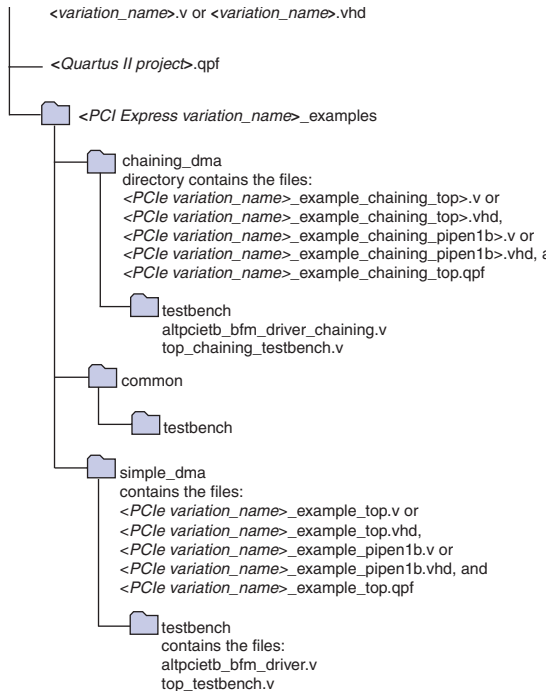 <variation_name>.v or <variation_name>.vhd
<Quartus II project>.qpf
<PCI Express variation_name>_examples
chaining_dma
directory contains the files:
<PCIe variation_name>_example_chaining_top>.v or
<PCIe variation_name>_example_chaining_top>.vhd,
<PCIe variation_name>_example_chaining_pipen1b>.v or
<PCIe variation_name>_example_chaining_pipen1b>.vhd, a
<PCIe variation_name>_example_chaining_top.qpf
testbench
altpcietb_bfm_driver_chaining.v
top_chaining_testbench.v
common
testbench
simple_dma
contains the files:
<PCIe variation_name>_example_top.v or
<PCIe variation_name>_example_top.vhd,
<PCIe variation_name>_example_pipen1b.v or
<PCIe variation_name>_example_pipen1b.vhd, and
<PCIe variation_name>_example_top.qpf
testbench
contains the files:
altpcietb_bfm_driver.v
top_testbench.v